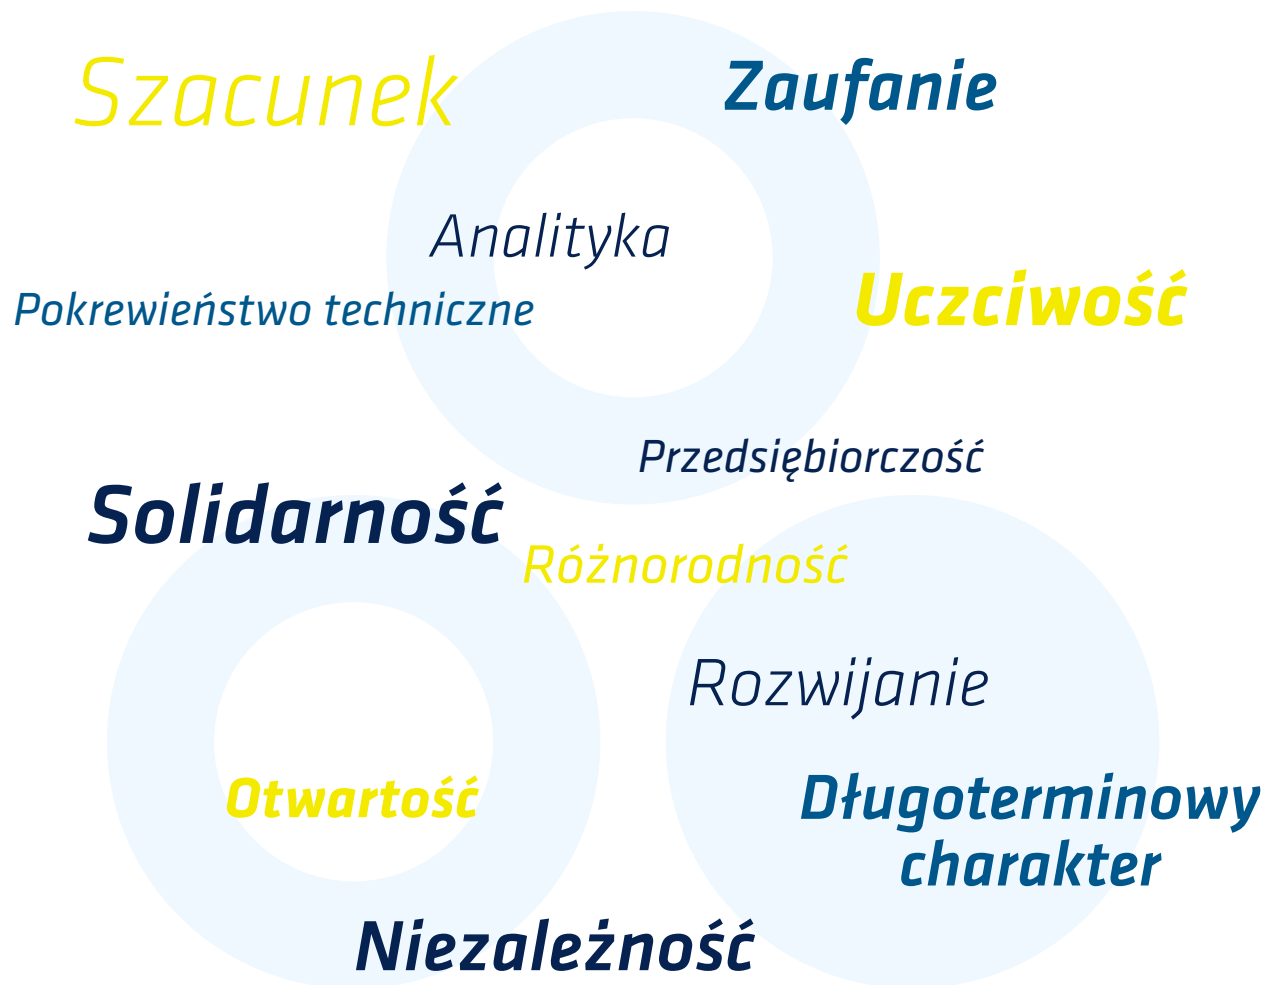 Szacunek
Zaufanie
Analityka
Pokrewieństwo techniczne
Uczciwość
Przedsiębiorczość
Solidarność
Różnorodność
Rozwijanie
Otwartość
Długoterminowy
charakter
Niezależność